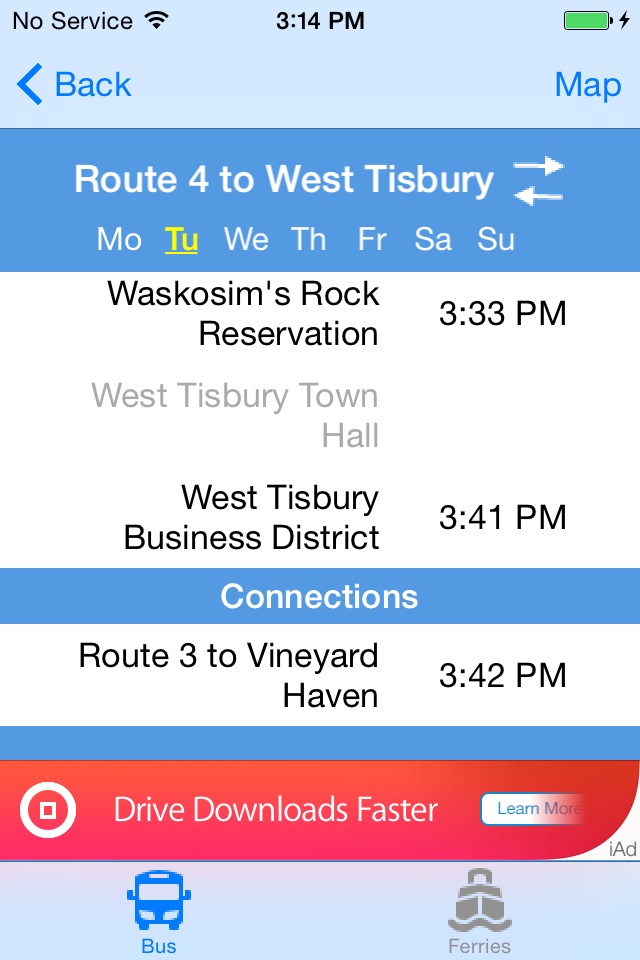 No Service 3:14 PM
Back Map
Route 4 to West Tisbury
Mo Tu We Th Fr Sa Su
Waskosim's Rock
Reservation 3:33 PM
West Tisbury Town
Hall
West Tisbury
Business District 3:41 PM
Connections
Route 3 to Vineyard
Haven 3:42 PM
Drive Downloads Faster Learn More
iAd
Bus Ferries